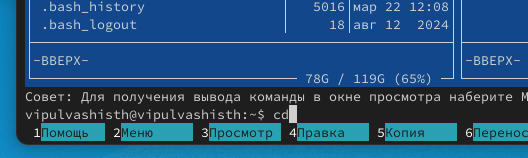 .bash_history 5016 мар 22 12:08
.bash_logout 18 авг 12 2024
-ВВЕРХ- -ВВЕРХ-
78G / 119G (65%)
Совет: Для получения вывода команды в окне просмотра наберите M
vipulvashisth@vipulvashisth:~$ cd
1Помощь 2Меню 3Просмотр 4Правка 5Копия 6Перенос